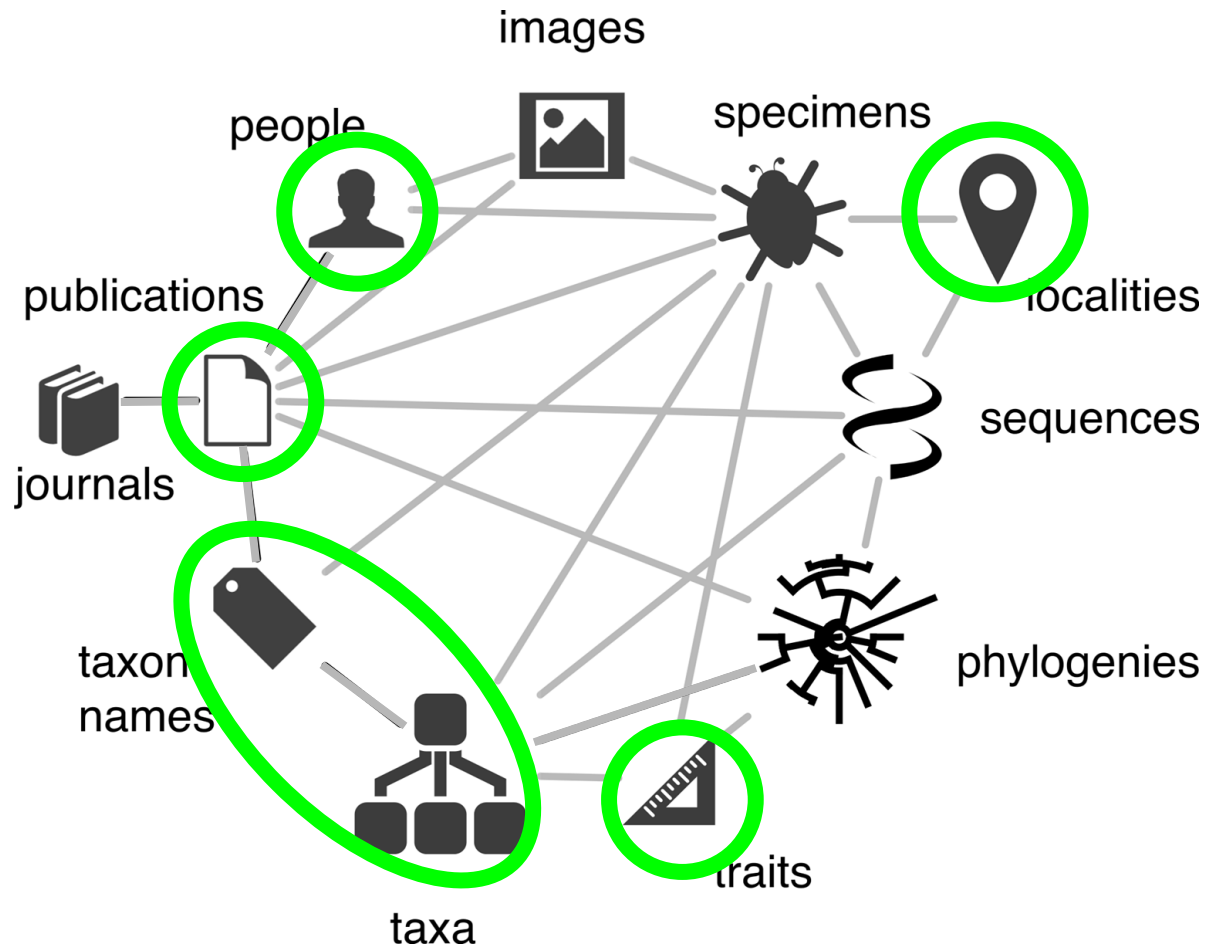 images
people
specimens
publications
localities
journals
sequences
taxon
names
phylogenies
traits
taxa